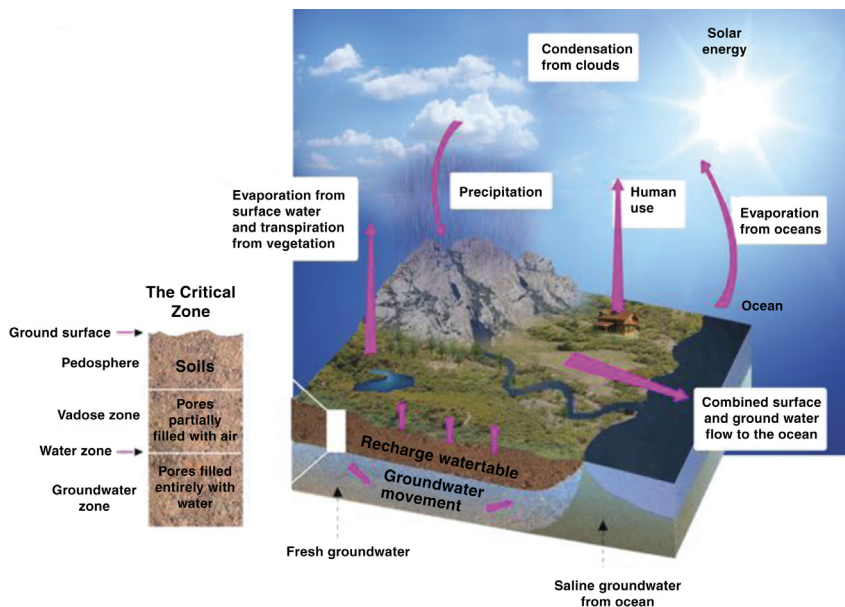 Solar
energy
Condensation
from clouds
Precipitation
Human
use
Evaporation from
surface water
and transpiration
from vegetation
Evaporation
from oceans
Ocean
The Critical
Zone
Ground surface
Pedosphere
Soils
Vadose zone
Pores
partially
filled with air
Water zone
Groundwater
zone
Pores filled
entirely with
water
Combined surface
and ground water
flow to the ocean
Recharge watertable
Groundwater
movement
Fresh groundwater
Saline groundwater
from ocean